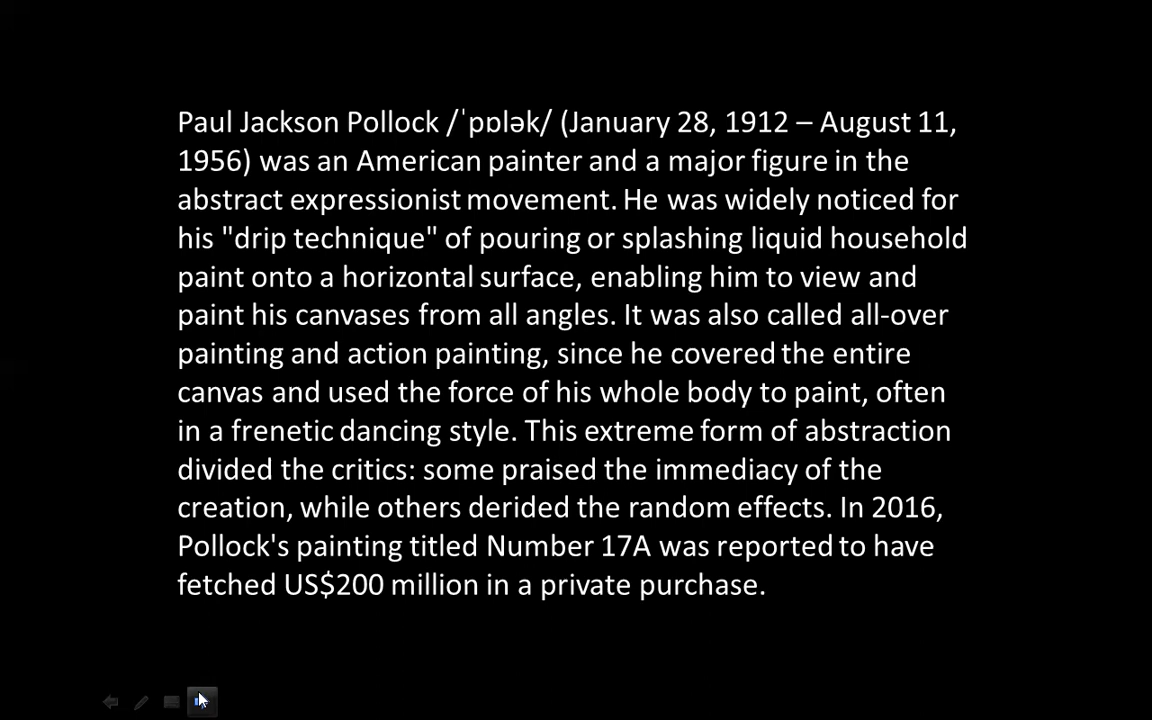 Paul Jackson Pollock /ˈpɒlək/ (January 28, 1912 – August 11,
1956) was an American painter and a major figure in the
abstract expressionist movement. He was widely noticed for
his "drip technique" of pouring or splashing liquid household
paint onto a horizontal surface, enabling him to view and
paint his canvases from all angles. It was also called all-over
painting and action painting, since he covered the entire
canvas and used the force of his whole body to paint, often
in a frenetic dancing style. This extreme form of abstraction
divided the critics: some praised the immediacy of the
creation, while others derided the random effects. In 2016,
Pollock's painting titled Number 17A was reported to have
fetched US$200 million in a private purchase.